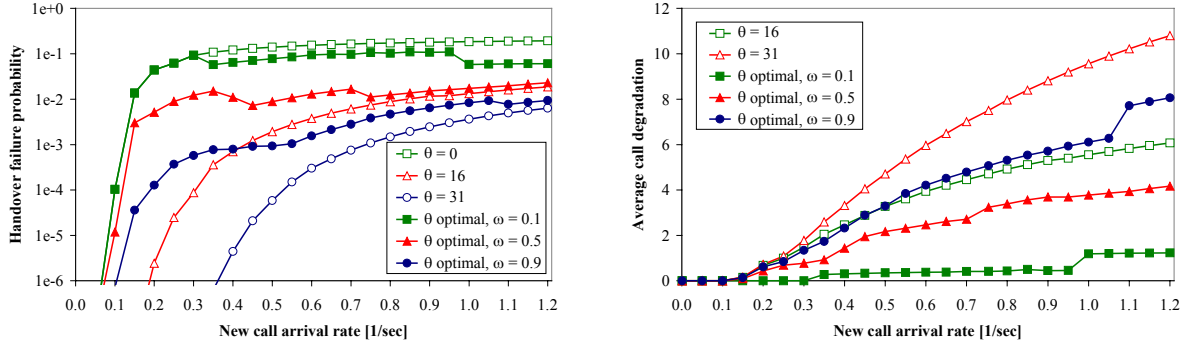 Handover failure probability
1e+0
1e-1
1e-2
1e-3
1e-4
1e-5
1e-6
0.0 0.1 0.2 0.3 0.4 0.5 0.6 0.7 0.8 0.9 1.0 1.1 1.2
New call arrival rate [1/sec]
θ = 0
θ = 16
θ = 31
θ optimal, ω = 0.1
θ optimal, ω = 0.5
θ optimal, ω = 0.9
Average call degradation
12
10
8
6
4
2
0
0.0 0.1 0.2 0.3 0.4 0.5 0.6 0.7 0.8 0.9 1.0 1.1 1.2
New call arrival rate [1/sec]
θ = 16
θ = 31
θ optimal, ω = 0.1
θ optimal, ω = 0.5
θ optimal, ω = 0.9